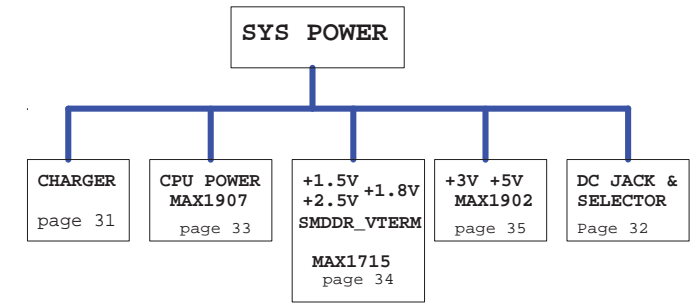 SYS POWER
CHARGER
page 31
CPU POWER
MAX1907
page 33
+1.5V
+2.5V +1.8V
SMDDR_VTERM
MAX1715
page 34
+3V +5V
MAX1902
page 35
DC JACK &
SELECTOR
Page 32